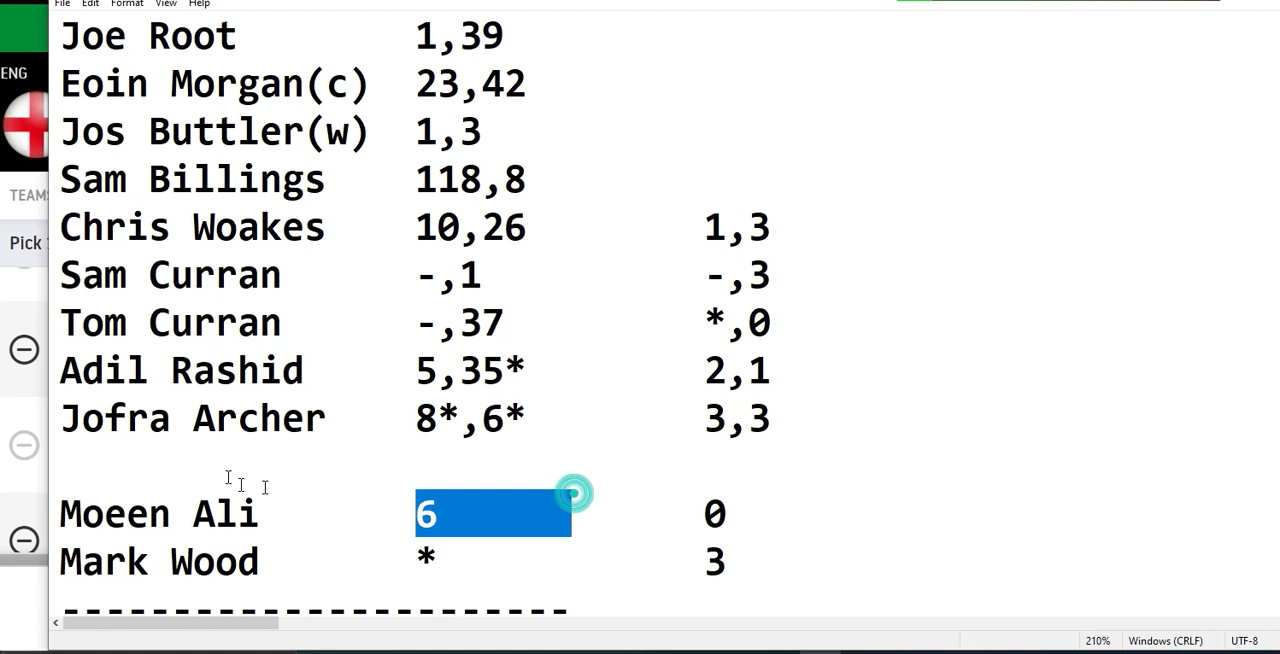 File Edit Format View Help
Joe Root 1,39
Eoin Morgan(c) 23,42
ENG
Jos Buttler(w) 1,3
Sam Billings 118,8
TEAMS
Chris Woakes 10,26 1,3
Pick
Sam Curran -,1 -,3
Tom Curran -,37 *,0
Adil Rashid 5,35* 2,1
Jofra Archer 8*,6* 3,3
Moeen Ali 6 0
Mark Wood * 3
-----------------------
210% Windows (CRLF) UTF-8